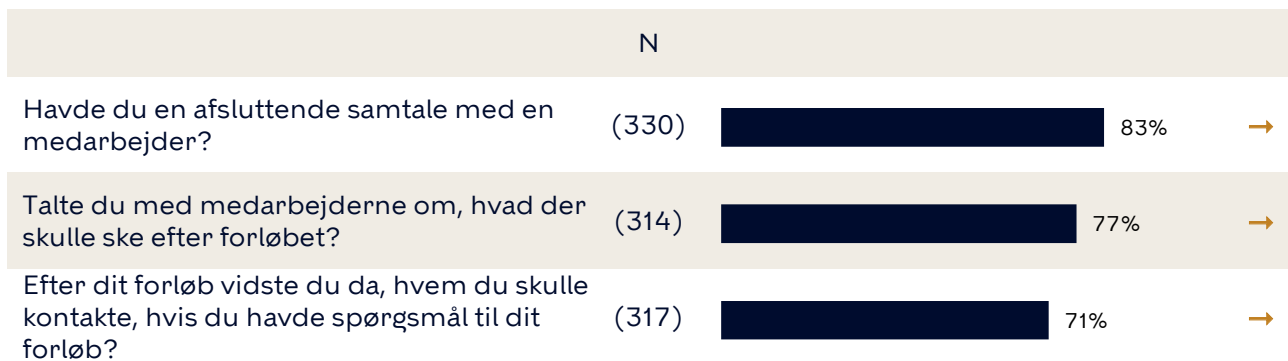 N
Havde du en afsluttende samtale med en
medarbejder?
(330)
83%
→
Talte du med medarbejderne om, hvad der
skulle ske efter forløbet?
(314)
77%
→
Efter dit forløb vidste du da, hvem du skulle
kontakte, hvis du havde spørgsmål til dit
forløb?
(317)
71%
→